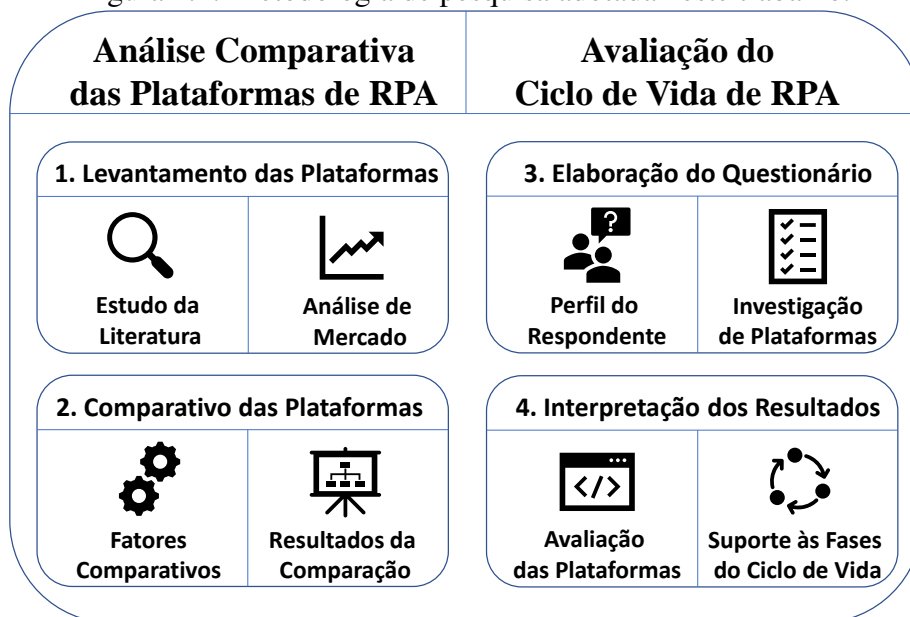 Análise Comparativa
das Plataformas de RPA
Avaliação do
Ciclo de Vida de RPA
1. Levantamento das Plataformas
Estudo da
Literatura
Análise de
Mercado
2. Comparativo das Plataformas
Fatores
Comparativos
Resultados da
Comparação
3. Elaboração do Questionário
?
Perfil do
Respondente
Investigação
de Plataformas
4. Interpretação dos Resultados
</>
Avaliação
das Plataformas
Suporte às Fases
do Ciclo de Vida